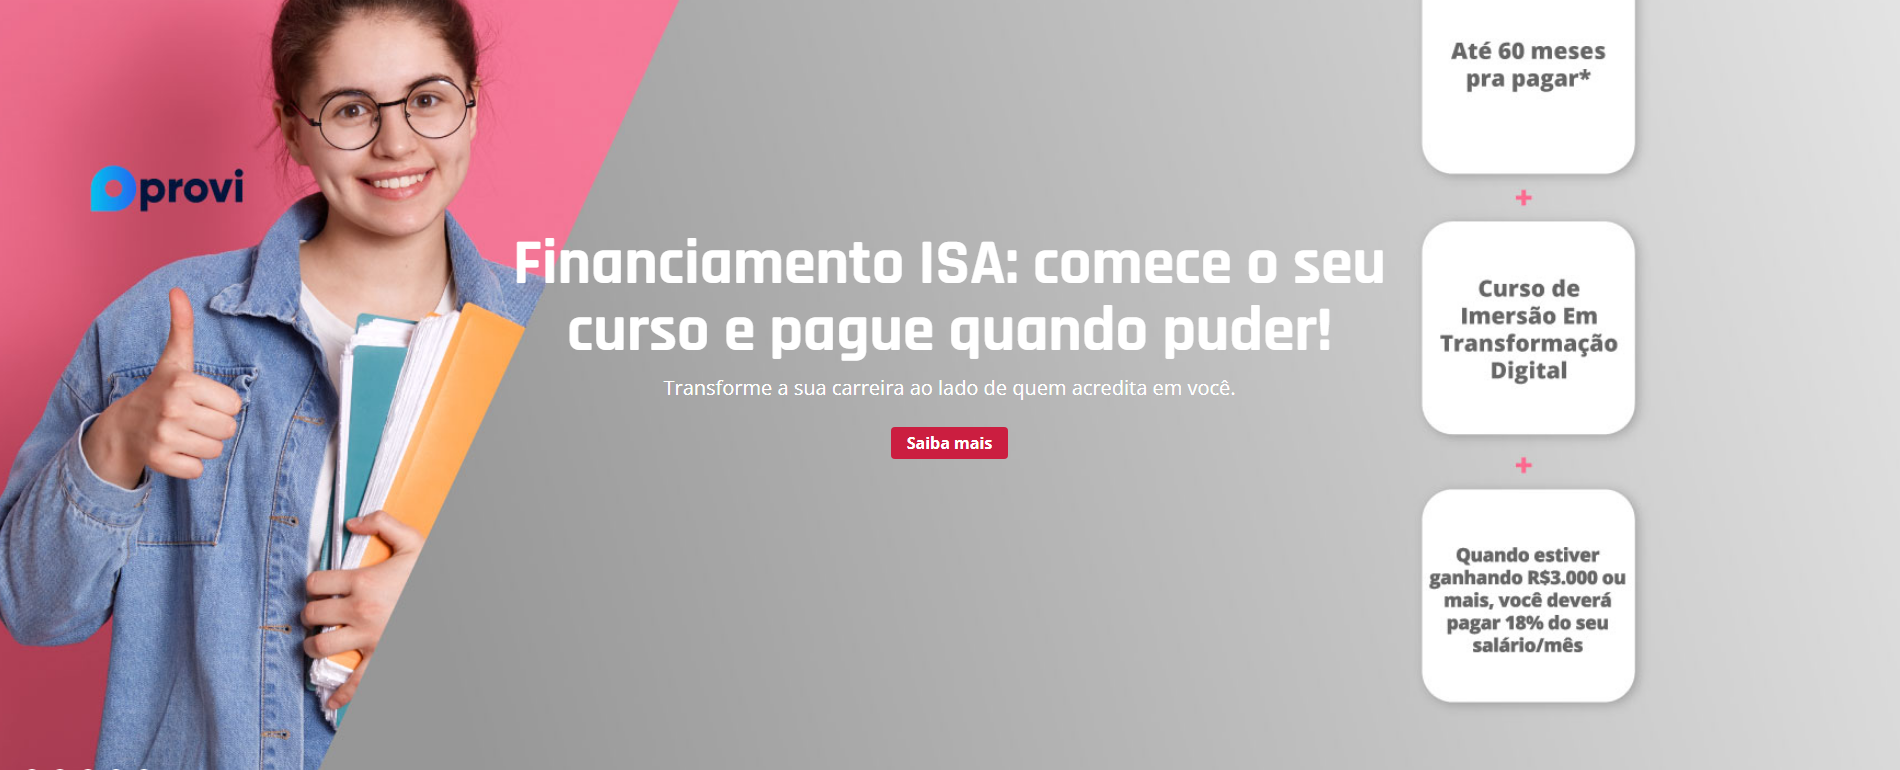 provi
Financiamento ISA: comece o seu
curso e pague quando puder!
Transforme a sua carreira ao lado de quem acredita em você.
Saiba mais
Até 60 meses
pra pagar*
+
Curso de
Imersão Em
Transformação
Digital
+
Quando estiver
ganhando R$3.000 ou
mais, você deverá
pagar 18% do seu
salário/mês